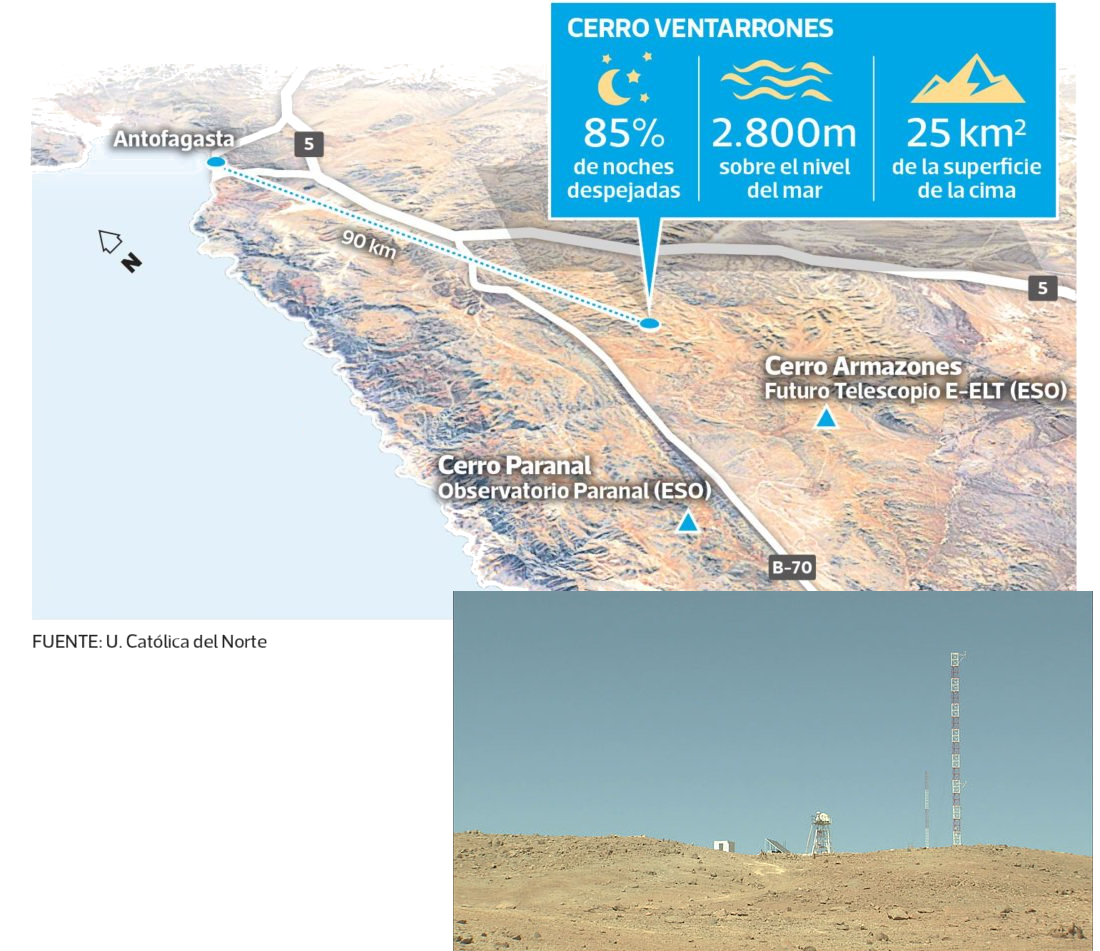 CERRO VENTARRONES
85%
de noches
despejadas
2.800m
sobre el nivel
del mar
25 km²
de la superficie
de la cima
Antofagasta
5
90 km
N
5
Cerro Armazones
Futuro Telescopio E-ELT (ESO)
Cerro Paranal
Observatorio Paranal (ESO)
B-70
FUENTE: U. Católica del Norte